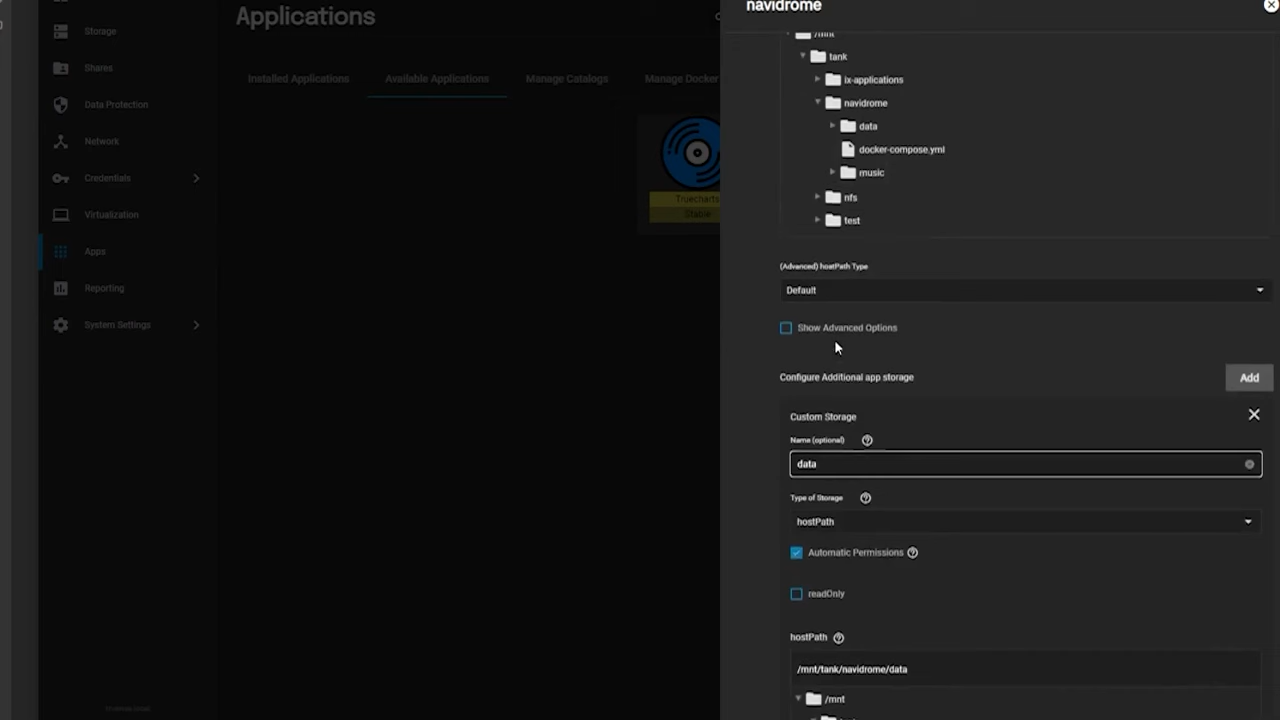 navidrome
Applications
Storage
Shares
Data Protection
Network
Credentials
Virtualization
Apps
Reporting
System Settings
Installed Applications
Available Applications
Manage Catalogs
Manage Docker
Truecharts
Stable
/mnt
tank
ix-applications
navidrome
data
docker-compose.yml
music
nfs
test
(Advanced) hostPath Type
Default
Show Advanced Options
Configure Additional app storage
Add
Custom Storage
Name (optional)
data
Type of Storage
hostPath
Automatic Permissions
readOnly
hostPath
/mnt/tank/navidrome/data
/mnt